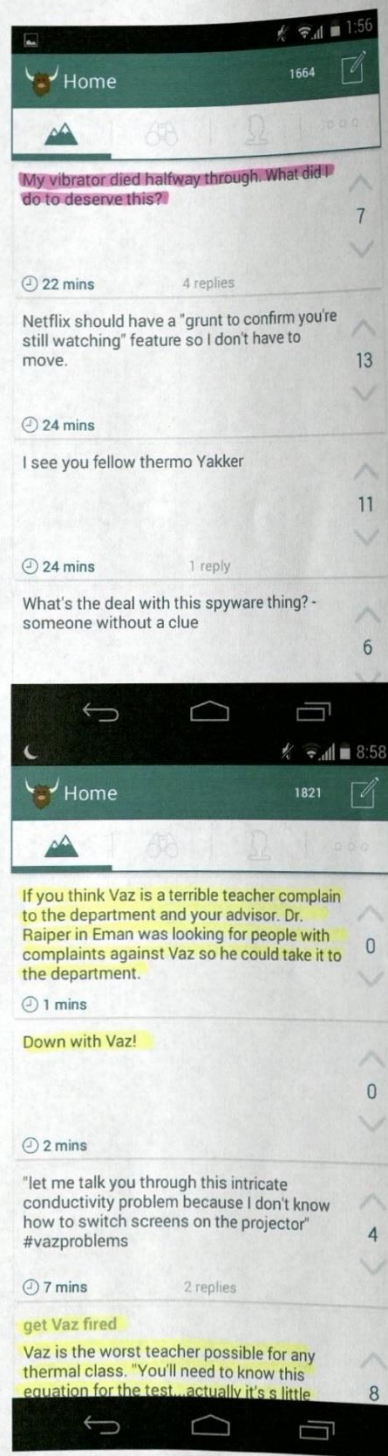 1:56
Home 1664
My vibrator died halfway through. What did I
do to deserve this?
7
22 mins 4 replies
Netflix should have a "grunt to confirm you're
still watching" feature so I don't have to
move.
13
24 mins
I see you fellow thermo Yakker
11
24 mins 1 reply
What's the deal with this spyware thing? -
someone without a clue
6
8:58
Home 1821
If you think Vaz is a terrible teacher complain
to the department and your advisor. Dr.
Raiper in Eman was looking for people with
complaints against Vaz so he could take it to
the department.
0
1 mins
Down with Vaz!
0
2 mins
"let me talk you through this intricate
conductivity problem because I don't know
how to switch screens on the projector"
#vazproblems
4
7 mins 2 replies
get Vaz fired
Vaz is the worst teacher possible for any
thermal class. "You'll need to know this
equation for the test...actually it's s little
8